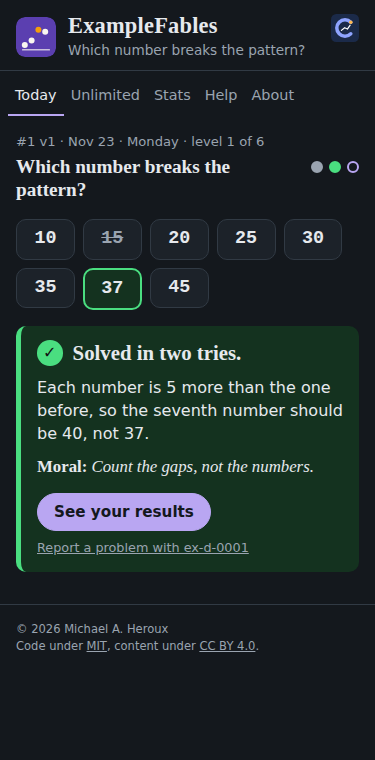 ExampleFables
Which number breaks the pattern?
Today Unlimited Stats Help About
#1 v1 · Nov 23 · Monday · level 1 of 6
Which number breaks the
pattern?
10 15 20 25 30
35 37 45
✓ Solved in two tries.
Each number is 5 more than the one
before, so the seventh number should
be 40, not 37.
Moral: Count the gaps, not the numbers.
See your results
Report a problem with ex-d-0001
© 2026 Michael A. Heroux
Code under MIT, content under CC BY 4.0.